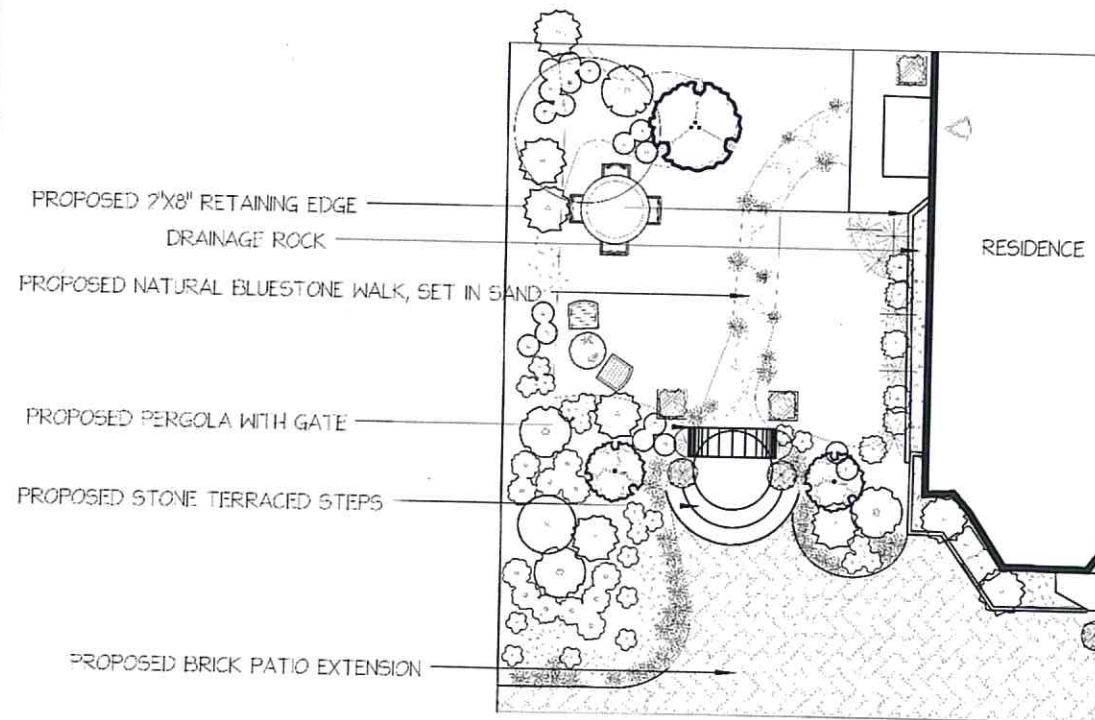 PROPOSED 2"X8" RETAINING EDGE
DRAINAGE ROCK
RESIDENCE
PROPOSED NATURAL BLUESTONE WALK, SET IN SAND
PROPOSED PERGOLA WITH GATE
PROPOSED STONE TERRACED STEPS
PROPOSED BRICK PATIO EXTENSION